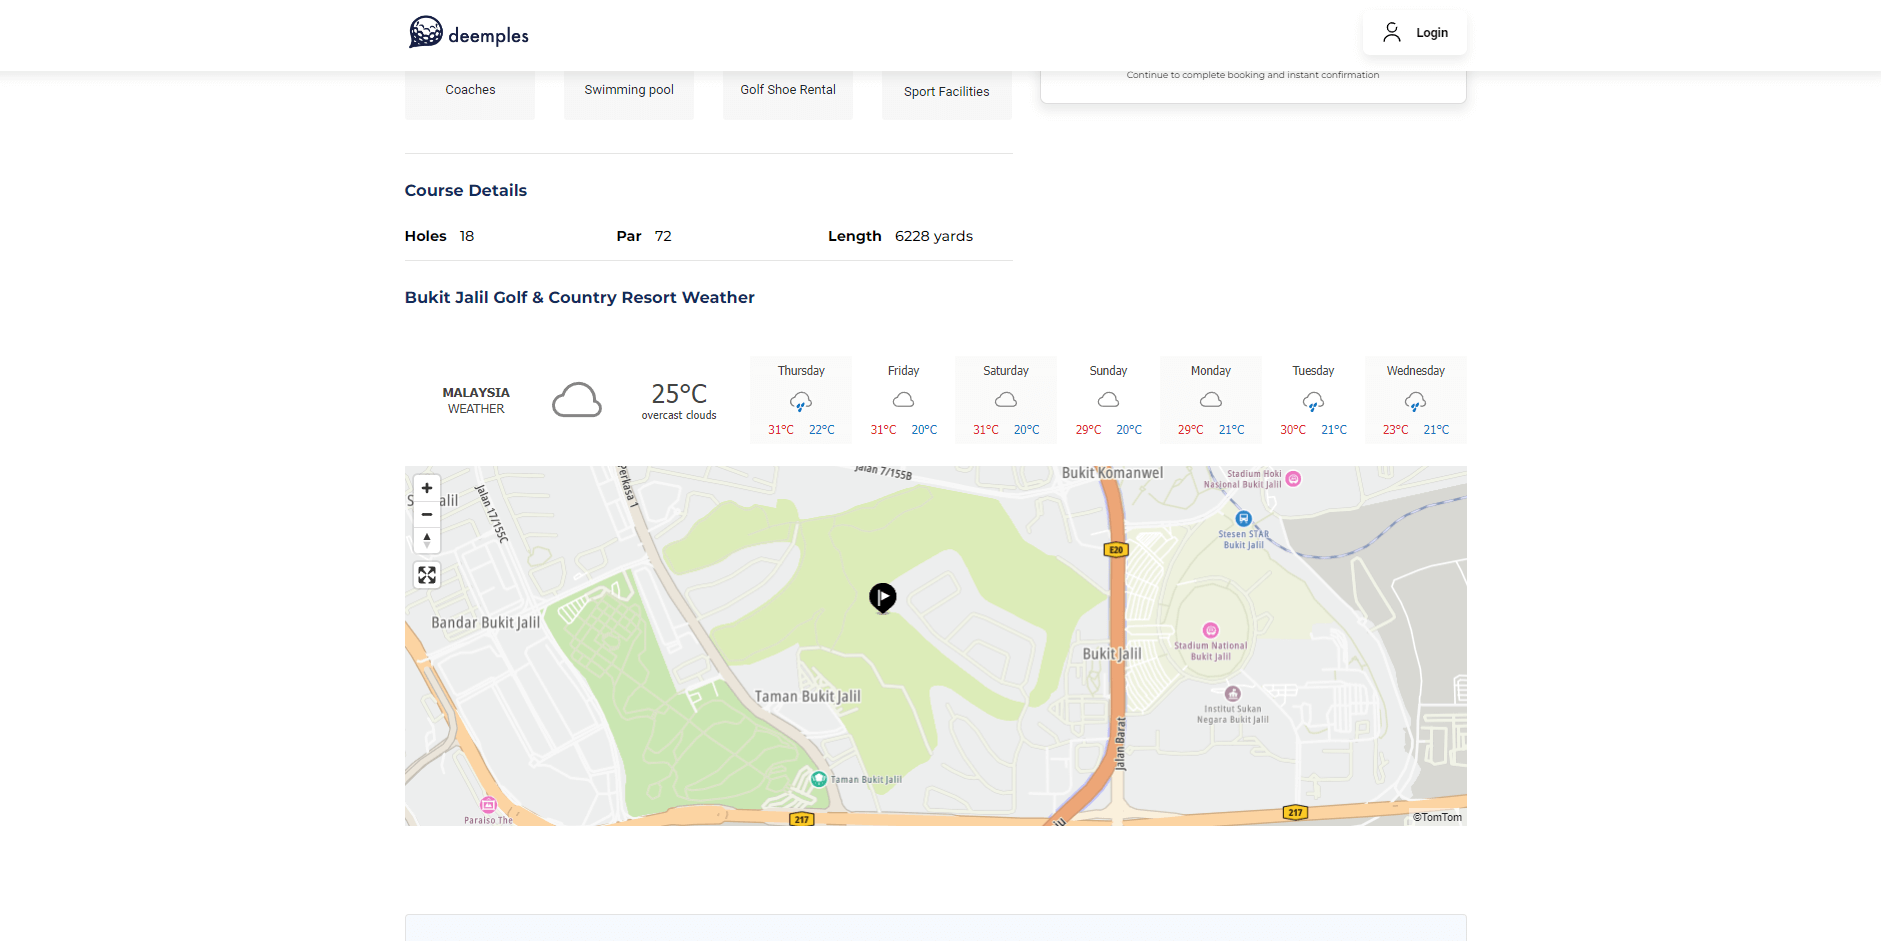 deemples
Login
Continue to complete booking and instant confirmation
Coaches
Swimming pool
Golf Shoe Rental
Sport Facilities
Course Details
Holes 18
Par 72
Length 6228 yards
Bukit Jalil Golf & Country Resort Weather
MALAYSIA
WEATHER
25°C
overcast clouds
Thursday
31°C 22°C
Friday
31°C 20°C
Saturday
31°C 20°C
Sunday
29°C 20°C
Monday
29°C 21°C
Tuesday
30°C 21°C
Wednesday
23°C 21°C
Jalan 7/155B
Bukit Komanwel
Stadium Hoki
Nasional Bukit Jalil
Perkasa 1
Jalan 17/155C
Stesen STAR
Bukit Jalil
E20
Bandar Bukit Jalil
Bukit Jalil
Stadium National
Bukit Jalil
Taman Bukit Jalil
Institut Sukan
Negara Bukit Jalil
Jalan Barat
Taman Bukit Jalil
Paraiso The
217
217
©TomTom